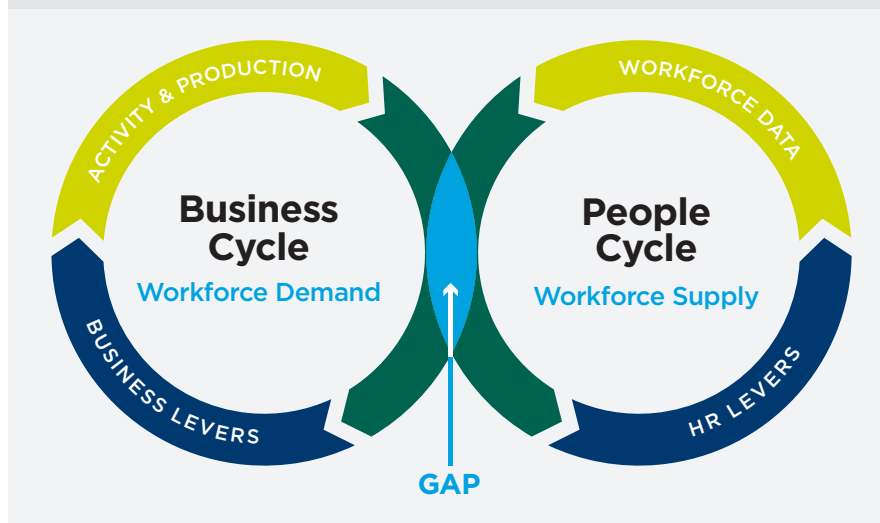 ACTIVITY & PRODUCTION
BUSINESS LEVERS
Business
Cycle
Workforce Demand
WORKFORCE DATA
HR LEVERS
People
Cycle
Workforce Supply
GAP